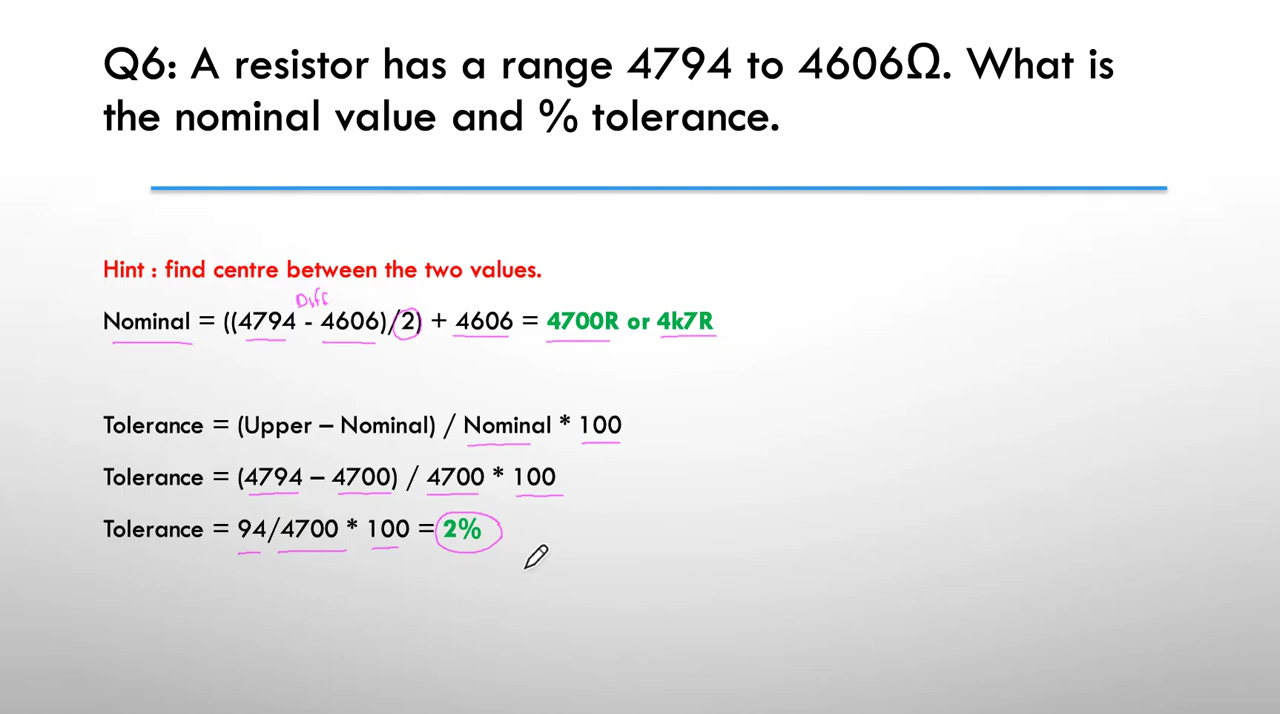 Q6: A resistor has a range 4794 to 4606Ω. What is
the nominal value and % tolerance.
Hint : find centre between the two values.
Diff
Nominal = ((4794 - 4606)/2) + 4606 = 4700R or 4k7R
Tolerance = (Upper – Nominal) / Nominal * 100
Tolerance = (4794 – 4700) / 4700 * 100
Tolerance = 94/4700 * 100 = 2%